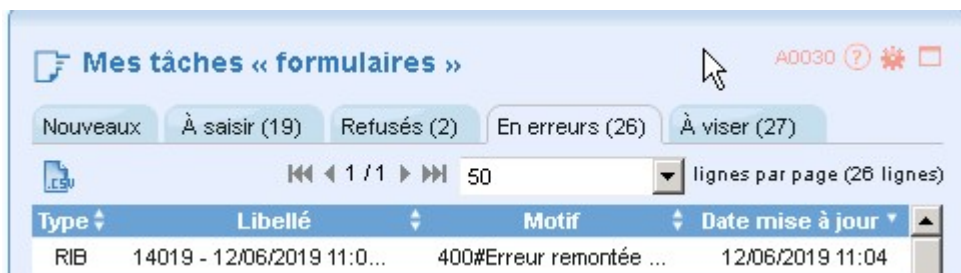 Mes tâches « formulaires »
A0030
Nouveaux À saisir (19) Refusés (2) En erreurs (26) À viser (27)
.CSV 1 / 1 50 lignes par page (26 lignes)
Type Libellé Motif Date mise à jour
RIB 14019 - 12/06/2019 11:0... 400#Erreur remontée ... 12/06/2019 11:04